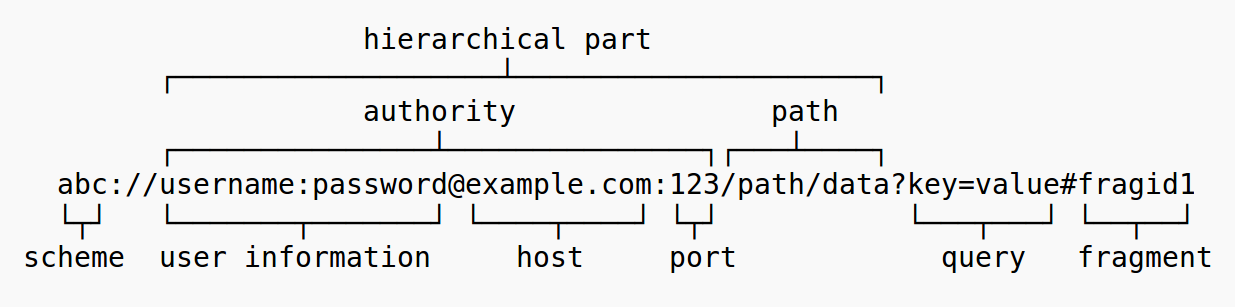 hierarchical part
authority path
abc://username:password@example.com:123/path/data?key=value#fragid1
scheme user information host port query fragment